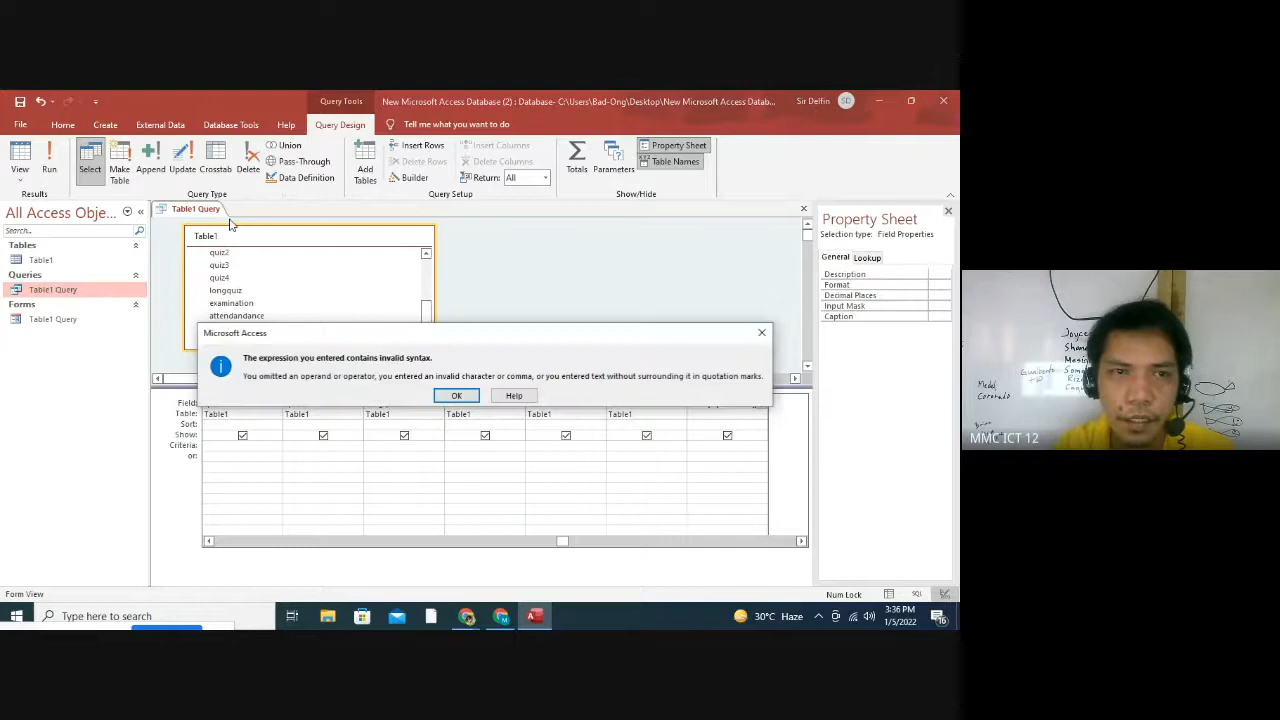 Query Tools
New Microsoft Access Database (2) : Database- C:\Users\Bad-Ong\Desktop\New Microsoft Access Datab...
Sir Delfin
SD
File
Home
Create
External Data
Database Tools
Help
Query Design
Tell me what you want to do
View
Run
Select
Make Table
Append
Update
Crosstab
Delete
Union
Pass-Through
Data Definition
Add Tables
Insert Rows
Delete Rows
Builder
Insert Columns
Delete Columns
Return: All
Totals
Parameters
Property Sheet
Table Names
Results
Query Type
Query Setup
Show/Hide
All Access Obje...
Search...
Tables
Table1
Queries
Table1 Query
Forms
Table1 Query
Table1 Query
Table1
quiz2
quiz3
quiz4
longquiz
examination
attendandance
Microsoft Access
The expression you entered contains invalid syntax.
You omitted an operand or operator, you entered an invalid character or comma, or you entered text without surrounding it in quotation marks.
OK
Help
Field:
Table: Table1 Table1 Table1 Table1 Table1 Table1
Sort:
Show:
Criteria:
or:
Property Sheet
Selection type: Field Properties
General
Lookup
Description
Format
Decimal Places
Input Mask
Caption
Form View
Num Lock
SQL
Type here to search
30°C Haze
3:36 PM
1/5/2022
16
Joyce
Model
Coronado
MMC ICT 12